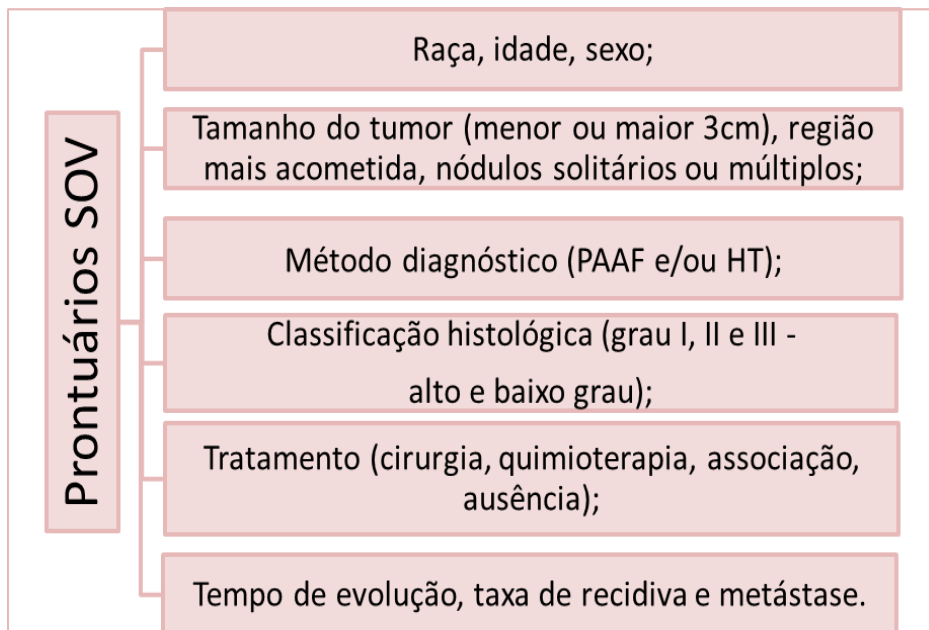 Prontuários SOV
Raça, idade, sexo;
Tamanho do tumor (menor ou maior 3cm), região
mais acometida, nódulos solitários ou múltiplos;
Método diagnóstico (PAAF e/ou HT);
Classificação histológica (grau I, II e III -
alto e baixo grau);
Tratamento (cirurgia, quimioterapia, associação,
ausência);
Tempo de evolução, taxa de recidiva e metástase.